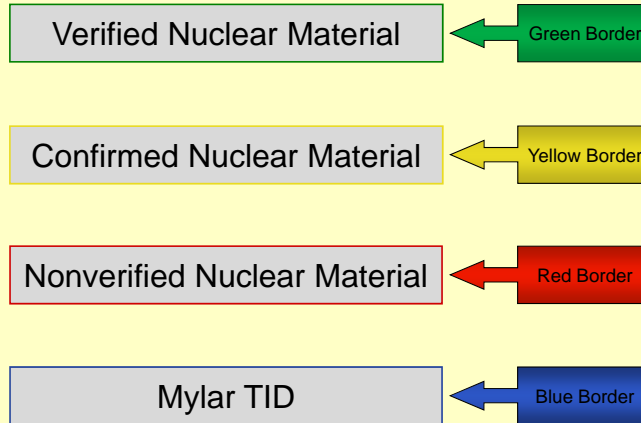 Verified Nuclear Material
Green Border
Confirmed Nuclear Material
Yellow Border
Nonverified Nuclear Material
Red Border
Mylar TID
Blue Border